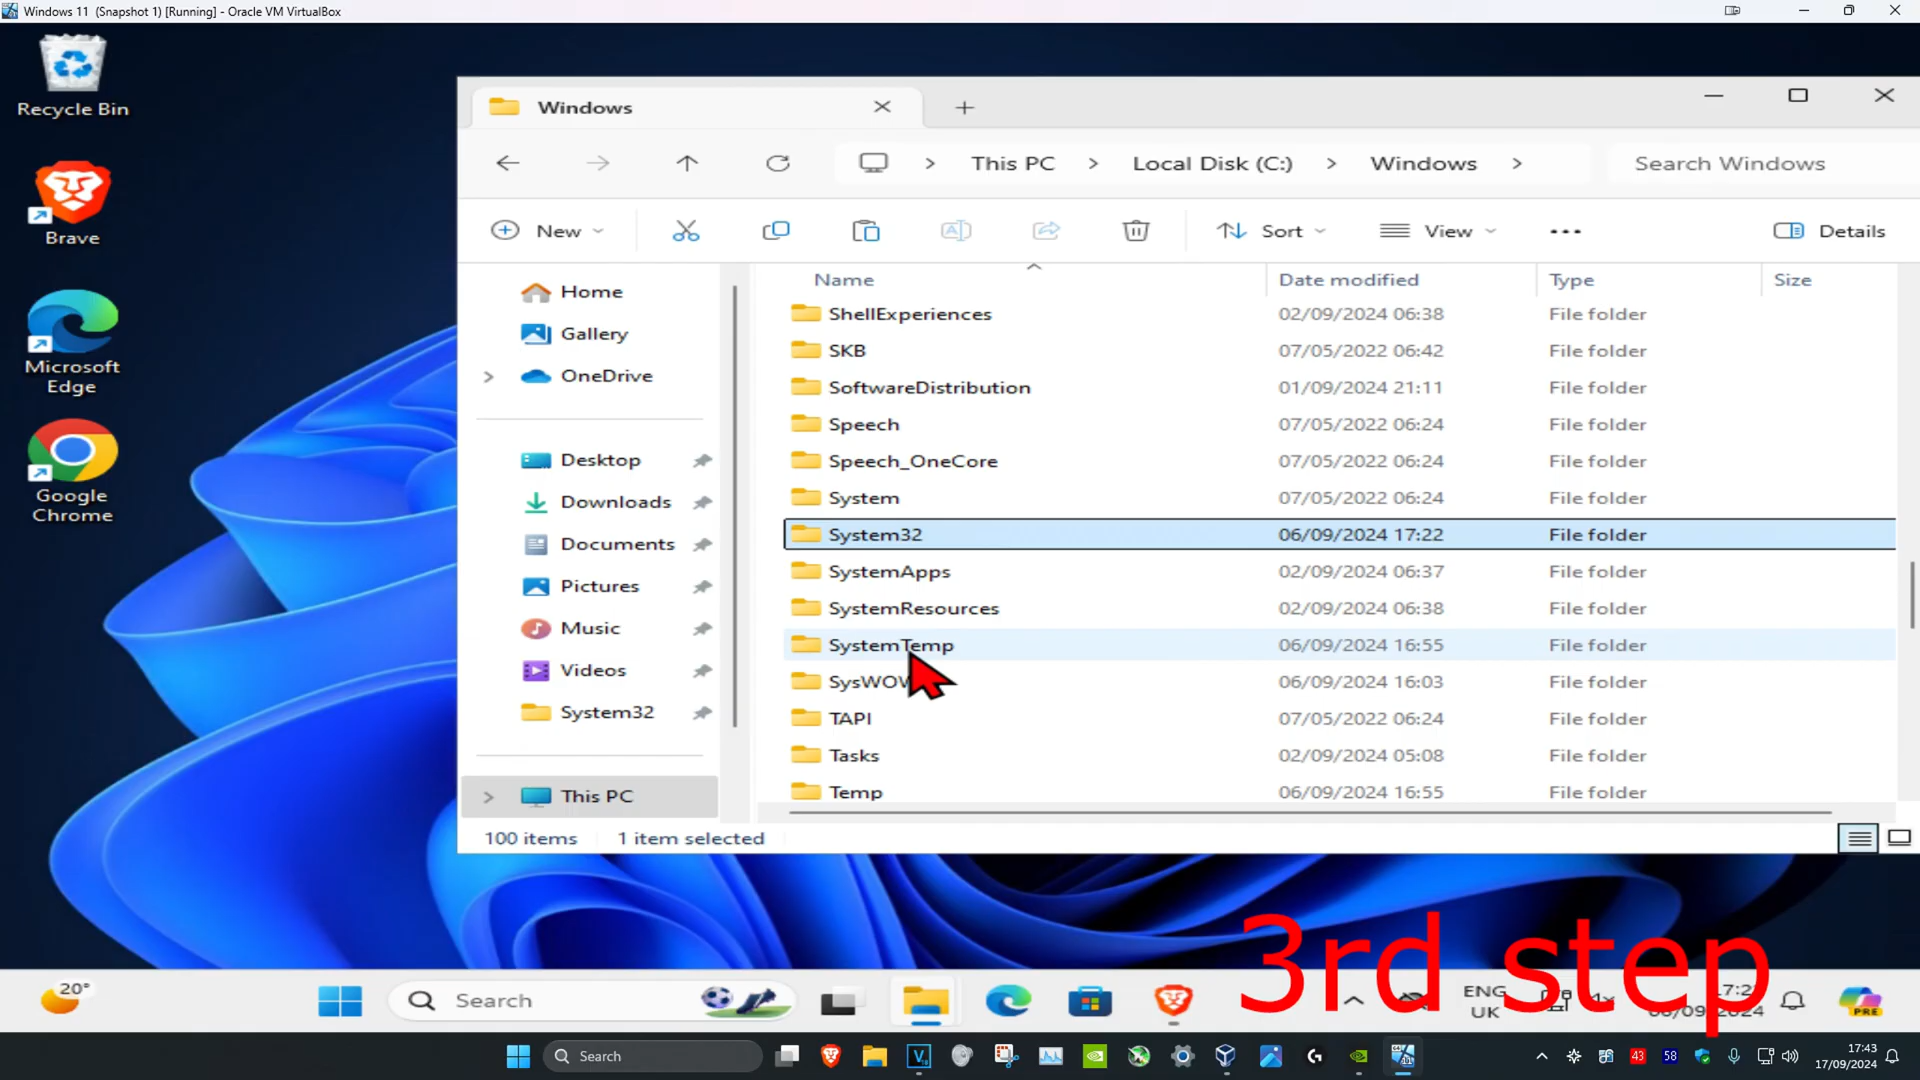 Windows 11 (Snapshot 1) [Running] - Oracle VM VirtualBox
Recycle Bin
Brave
Microsoft
Edge
Google
Chrome
Windows
This PC > Local Disk (C:) > Windows >
Search Windows
New
Sort
View
Details
Home
Gallery
OneDrive
Desktop
Downloads
Documents
Pictures
Music
Videos
System32
This PC
Name Date modified Type Size
ShellExperiences 02/09/2024 06:38 File folder
SKB 07/05/2022 06:42 File folder
SoftwareDistribution 01/09/2024 21:11 File folder
Speech 07/05/2022 06:24 File folder
Speech_OneCore 07/05/2022 06:24 File folder
System 07/05/2022 06:24 File folder
System32 06/09/2024 17:22 File folder
SystemApps 02/09/2024 06:37 File folder
SystemResources 02/09/2024 06:38 File folder
SystemTemp 06/09/2024 16:55 File folder
06/09/2024 16:03 File folder
TAPI 07/05/2022 06:24 File folder
Tasks 02/09/2024 05:08 File folder
Temp 06/09/2024 16:55 File folder
100 items 1 item selected
3rd step
20°
Search
ENG
UK
PRE
Search
43
58
17:43
17/09/2024